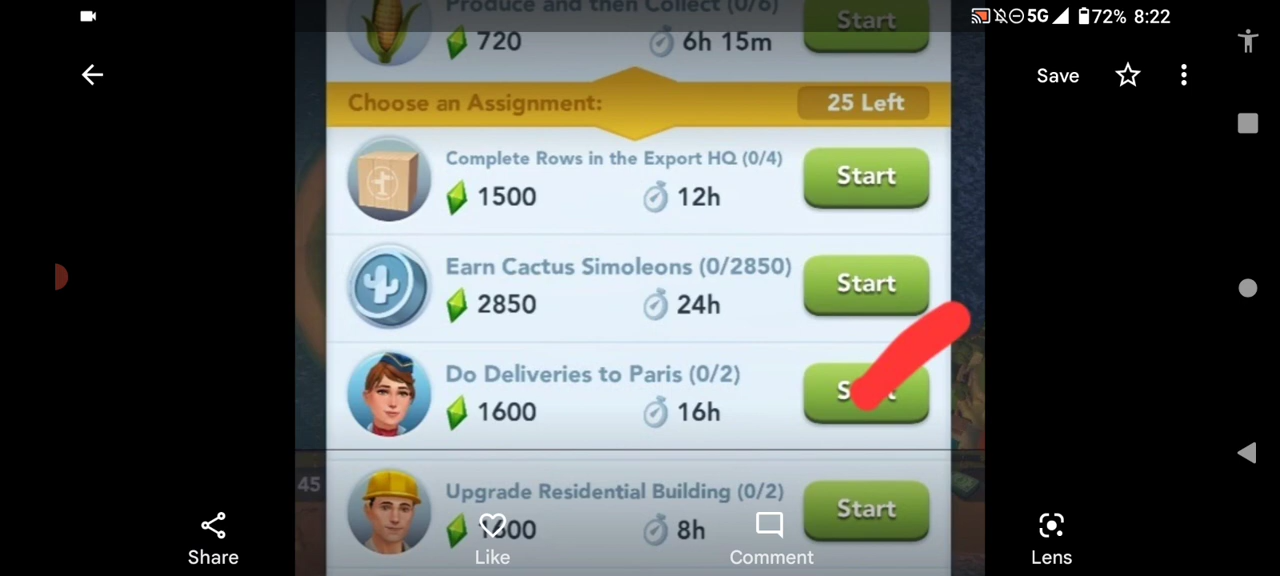 5G 72% 8:22
Produce and then Collect (0/6)
Start
720 6h 15m
Save
Choose an Assignment: 25 Left
Complete Rows in the Export HQ (0/4)
1500 12h Start
Earn Cactus Simoleons (0/2850)
2850 24h Start
Do Deliveries to Paris (0/2)
1600 16h
45
Upgrade Residential Building (0/2)
1600 8h Start
Share Like Comment Lens